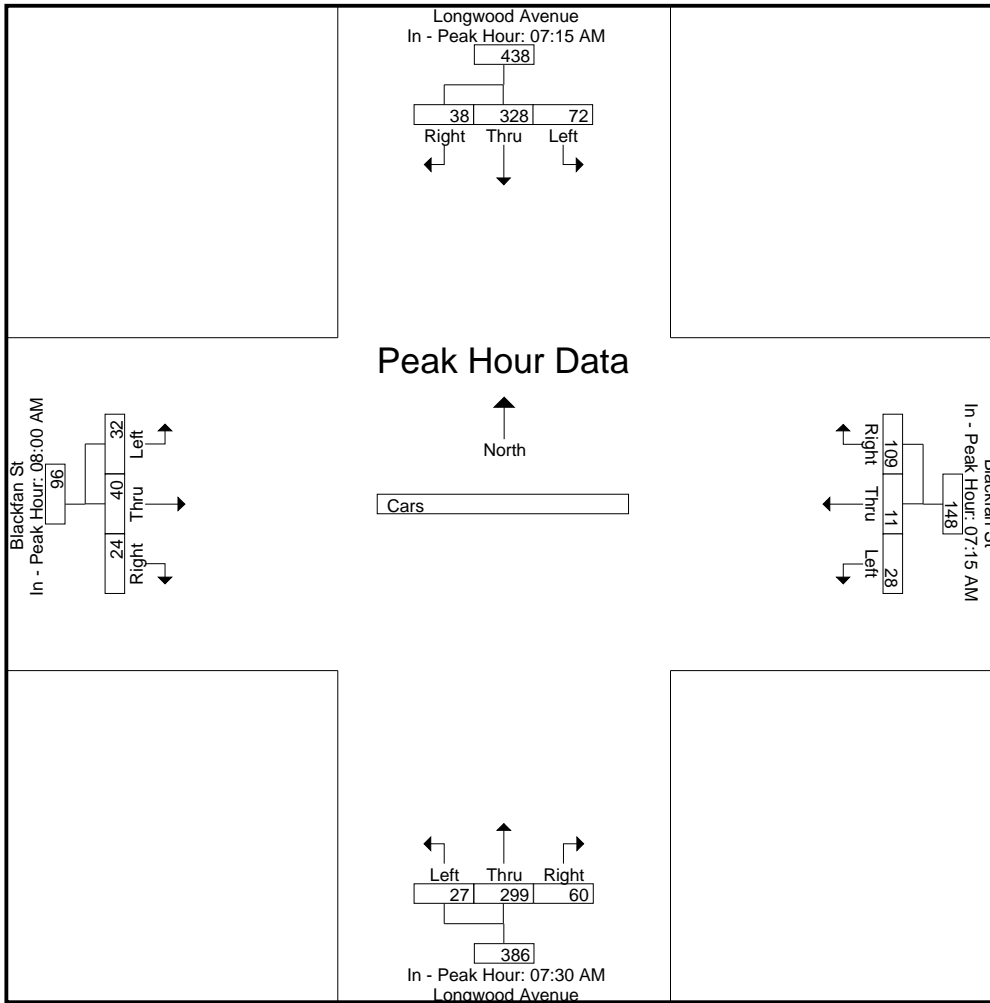 Longwood Avenue
In - Peak Hour: 07:15 AM
438
38 328 72
Right Thru Left
Peak Hour Data
North
Cars
Blackfan St
In - Peak Hour: 08:00 AM
96
32 40 24
Left Thru Right
Blackfan St
In - Peak Hour: 07:15 AM
148
109 11 28
Right Thru Left
Left Thru Right
27 299 60
386
In - Peak Hour: 07:30 AM
Longwood Avenue